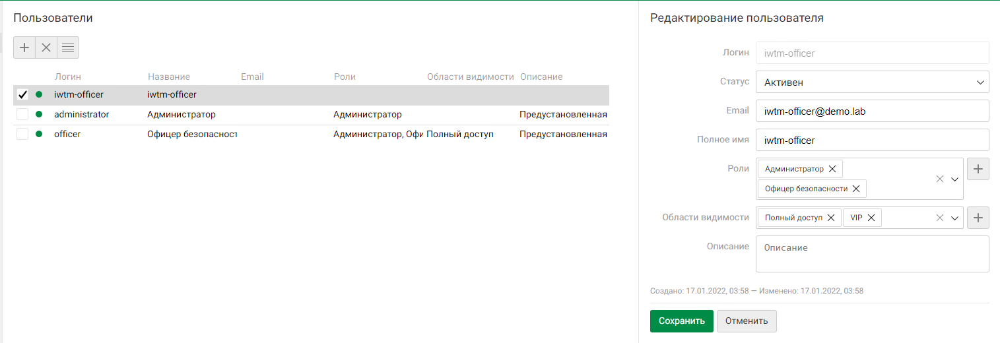 Пользователи
Логин Название Email Роли Области видимости Описание
iwtm-officer iwtm-officer
administrator Администратор Администратор Предустановленная
officer Офицер безопасност Администратор, Офи Полный доступ Предустановленная
Редактирование пользователя
Логин iwtm-officer
Статус Активен
Email iwtm-officer@demo.lab
Полное имя iwtm-officer
Роли Администратор
Офицер безопасности
Области видимости Полный доступ VIP
Описание Описание
Создано: 17.01.2022, 03:58 — Изменено: 17.01.2022, 03:58
Сохранить Отменить